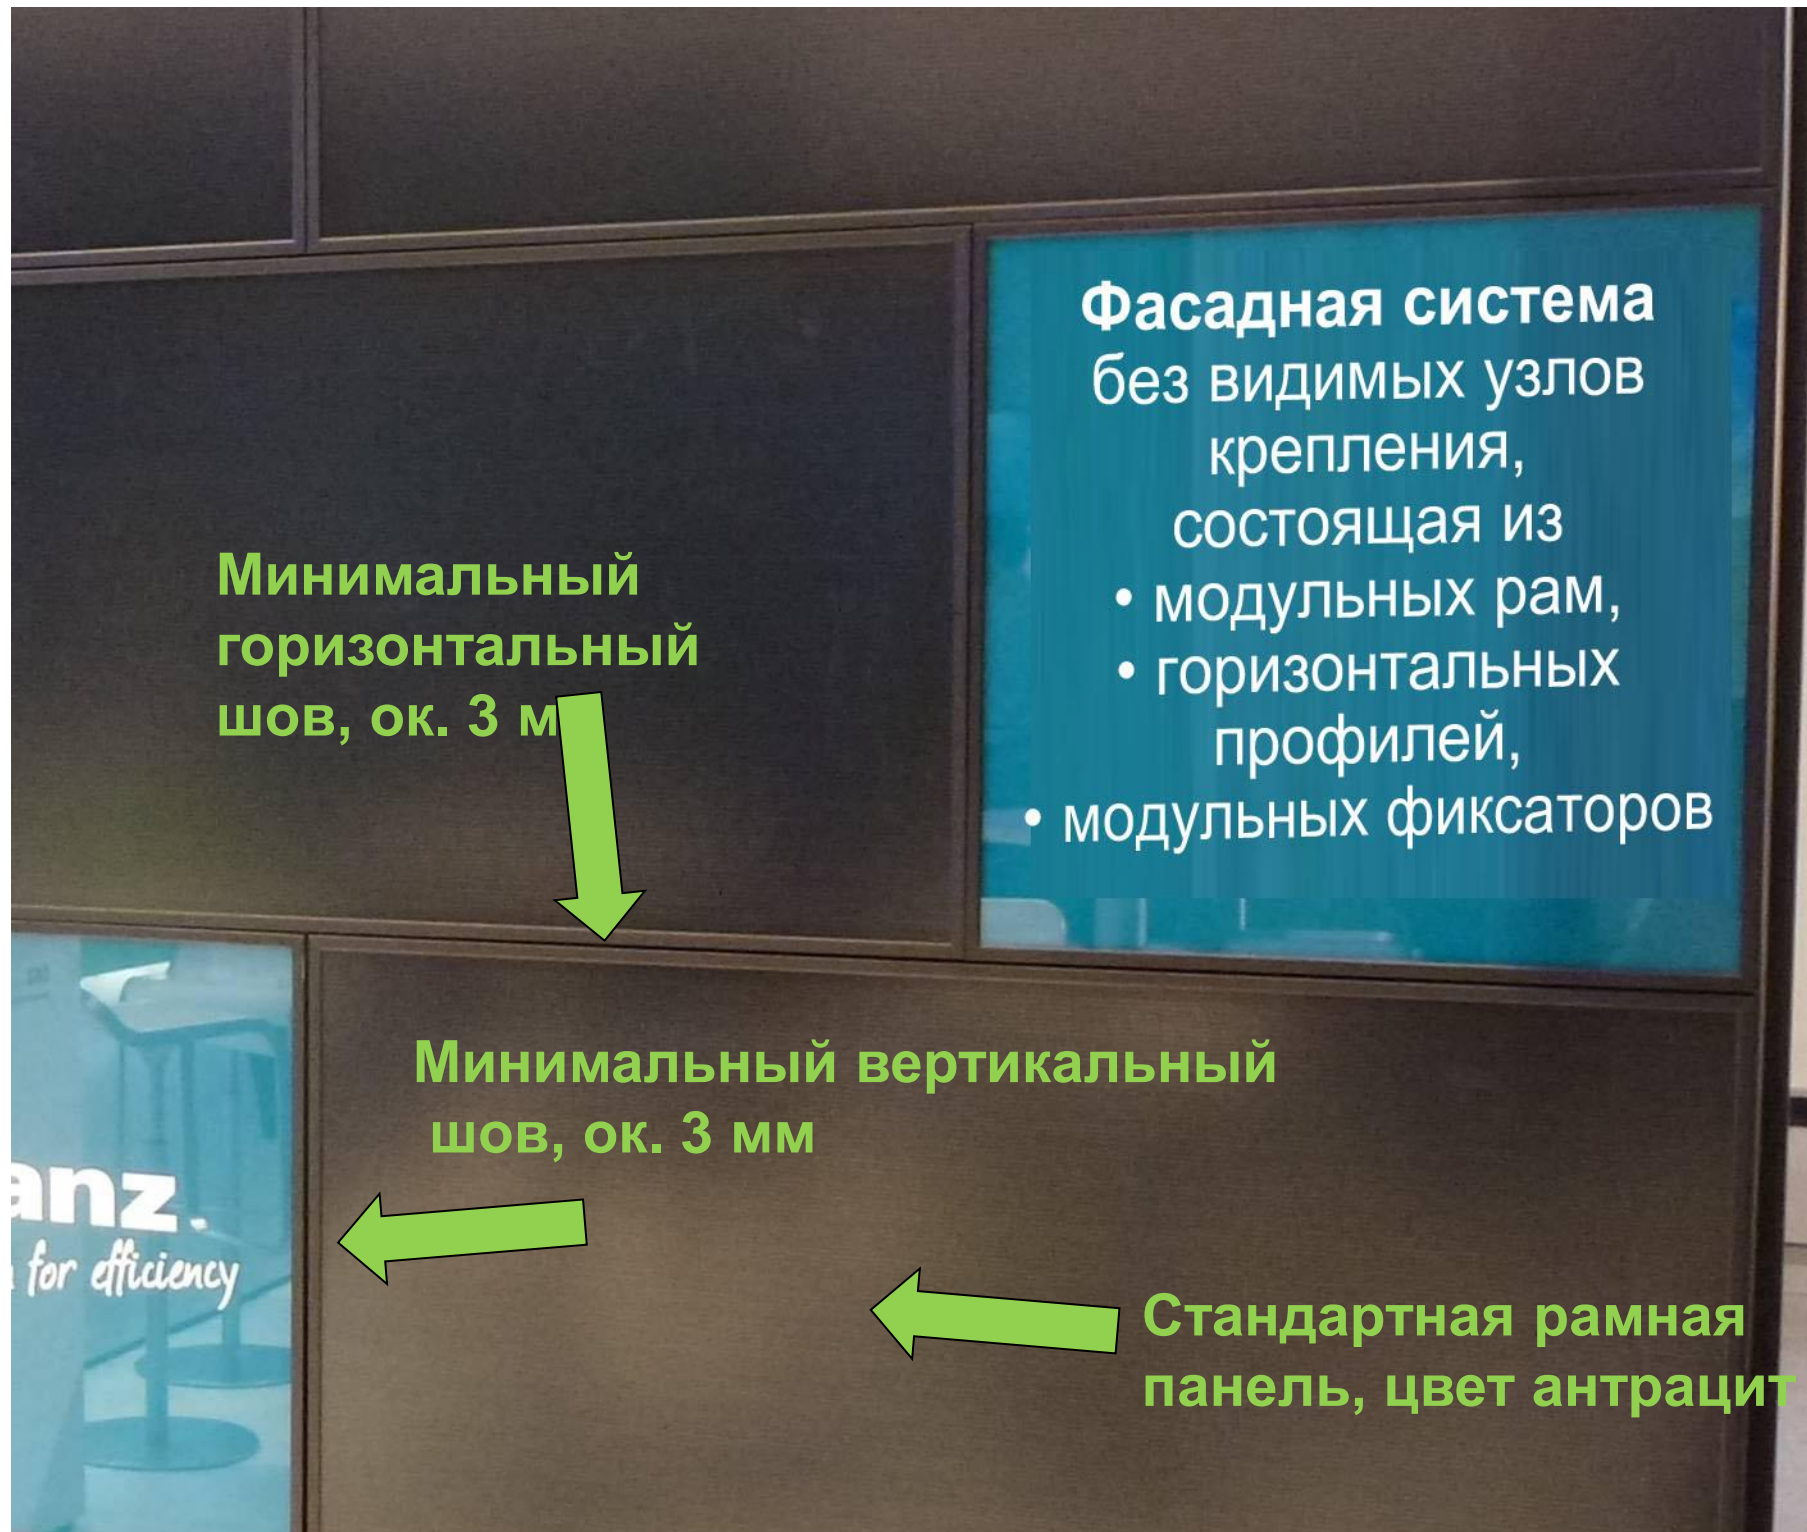 Фасадная система
без видимых узлов
крепления,
состоящая из
• модульных рам,
• горизонтальных
профилей,
• модульных фиксаторов
Минимальный
горизонтальный
шов, ок. 3 м
Минимальный вертикальный
шов, ок. 3 мм
anz.
for efficiency
Стандартная рамная
панель, цвет антрацит